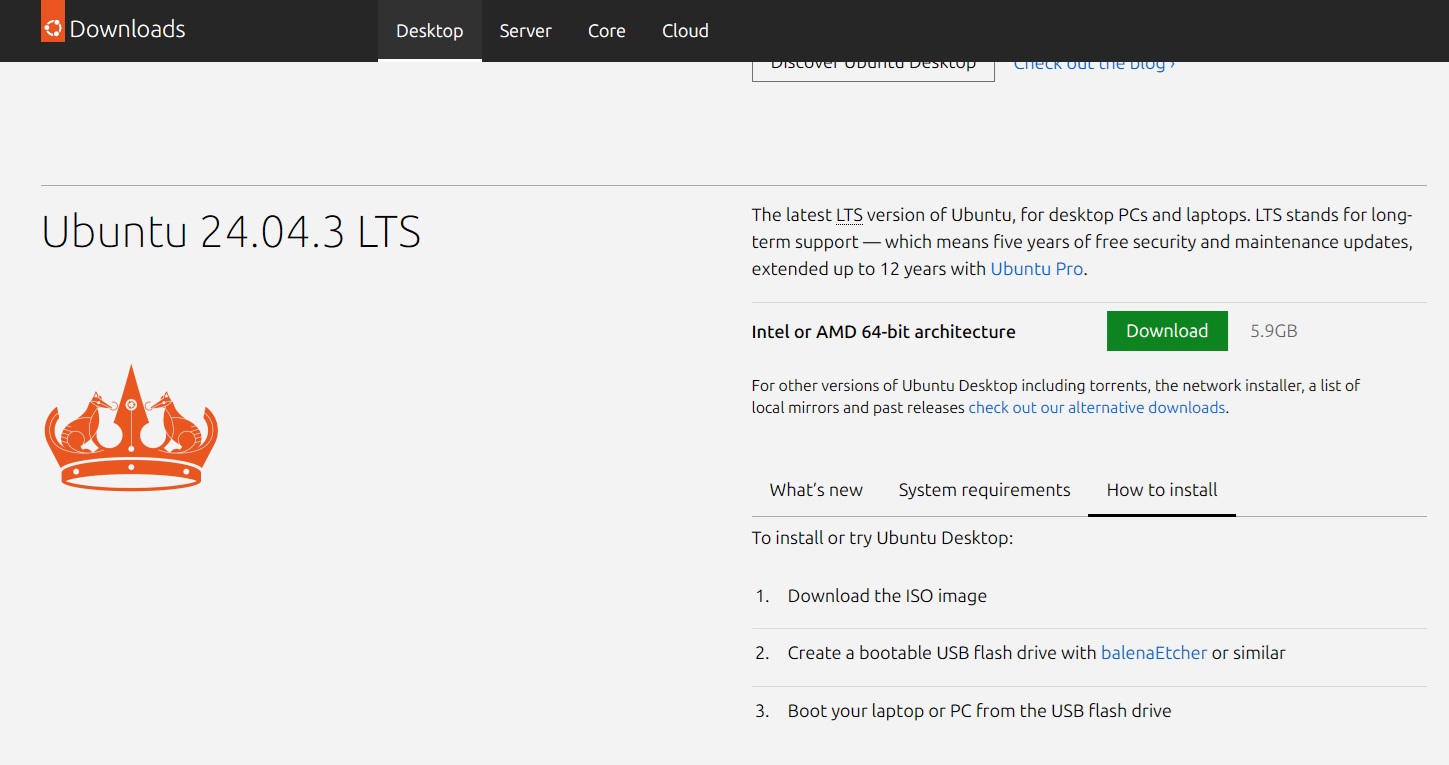 Downloads
Desktop
Server
Core
Cloud
Discover Ubuntu Desktop
Check out the blog ›
Ubuntu 24.04.3 LTS
The latest LTS version of Ubuntu, for desktop PCs and laptops. LTS stands for long-
term support — which means five years of free security and maintenance updates,
extended up to 12 years with Ubuntu Pro.
Intel or AMD 64-bit architecture
Download
5.9GB
For other versions of Ubuntu Desktop including torrents, the network installer, a list of
local mirrors and past releases check out our alternative downloads.
What’s new
System requirements
How to install
To install or try Ubuntu Desktop:
1. Download the ISO image
2. Create a bootable USB flash drive with balenaEtcher or similar
3. Boot your laptop or PC from the USB flash drive